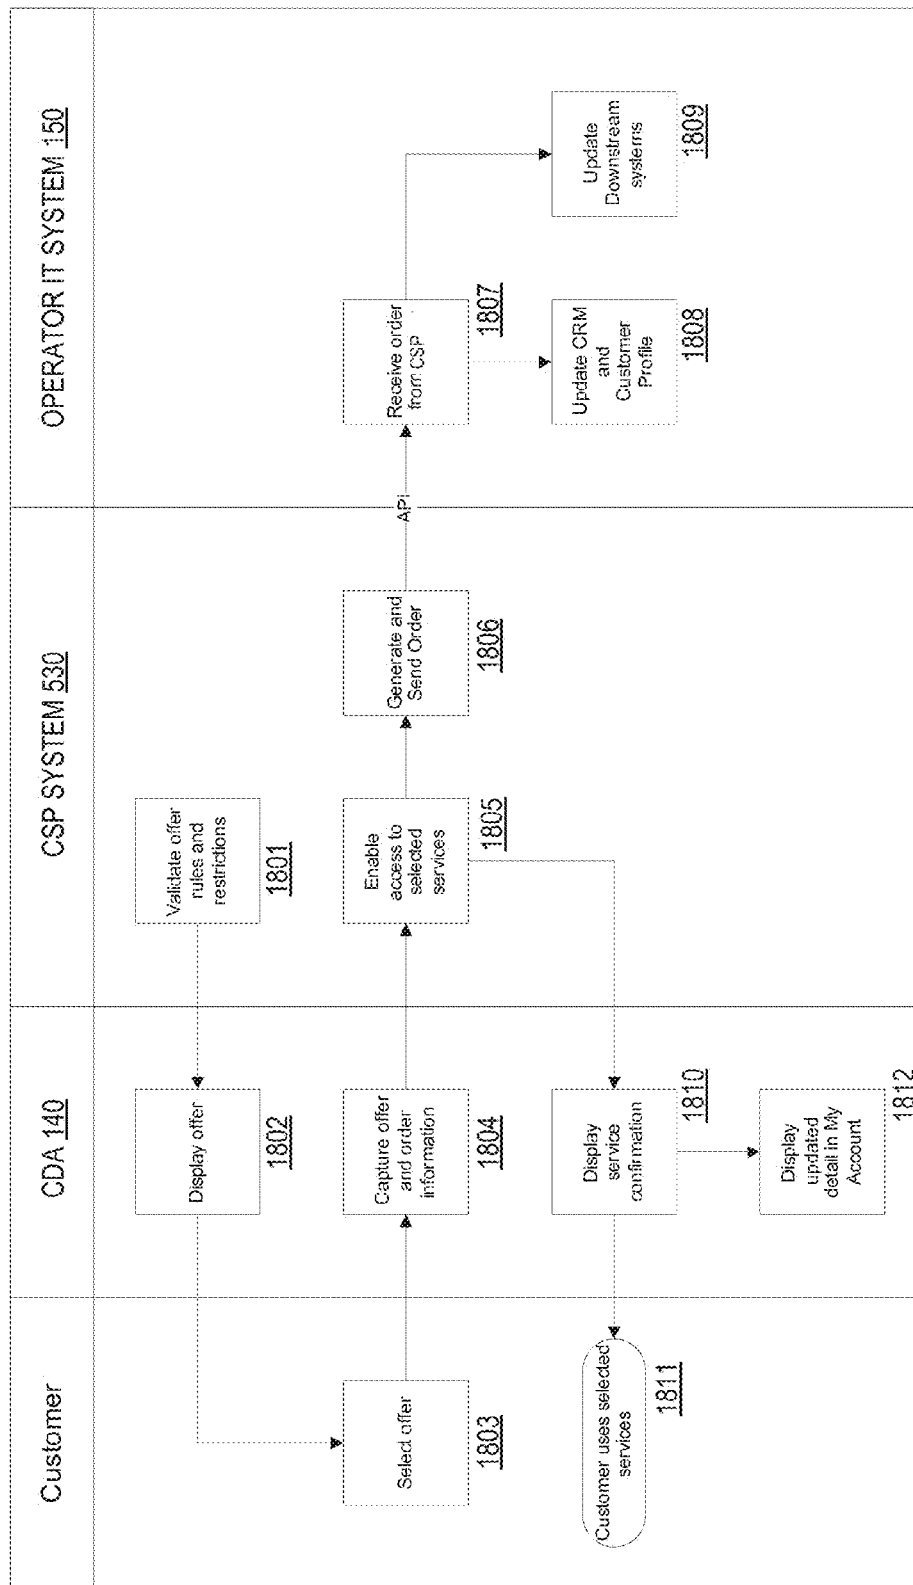 Customer
CDA 140
CSP SYSTEM 530
OPERATOR IT SYSTEM 150
Validate offer
rules and
restrictions
1801
Display offer
1802
Select offer
1803
Capture offer
and order
information
1804
Enable
access to
selected
services
1805
Generate and
Send Order
1806
API
Receive order
from CSP
1807
Update CRM
and
Customer
Profile
1808
Update
Downstream
systems
1809
Display
service
confirmation
1810
Customer uses selected
services
1811
Display
updated
detail in My
Account
1812